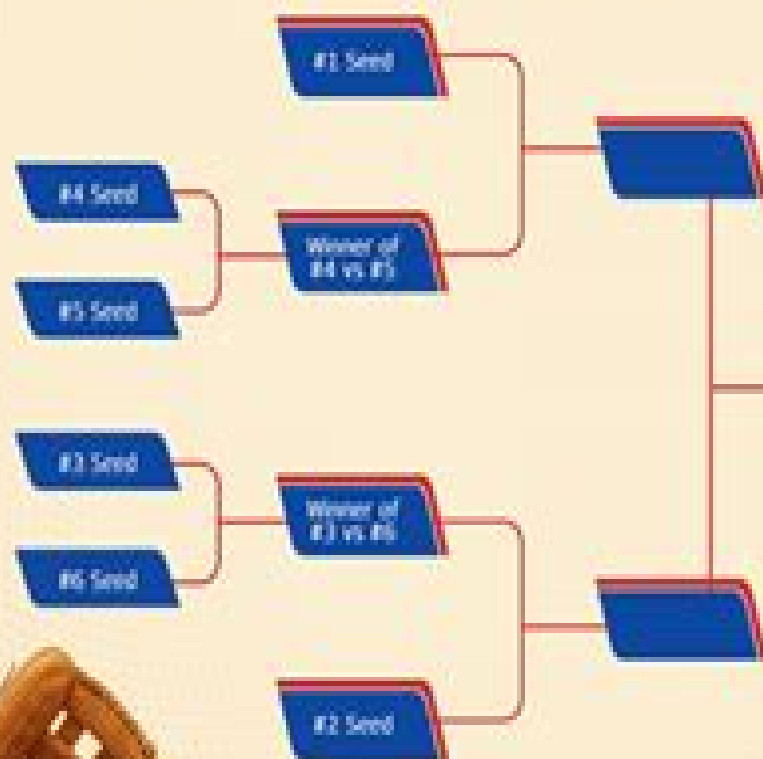 #1 Seed
#4 Seed
Winner of
#4 vs #5
#5 Seed
#3 Seed
Winner of
#3 vs #6
#6 Seed
#2 Seed